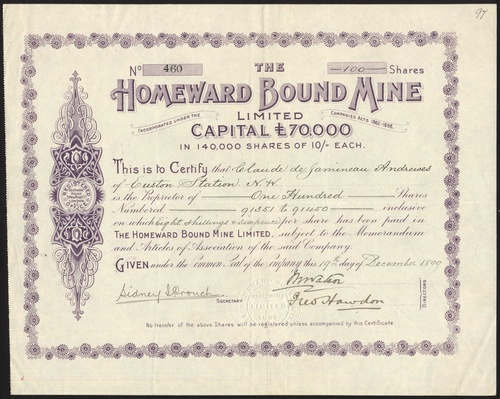 97
No 460 —100— Shares
THE
HOMEWARD BOUND MINE
LIMITED
INCORPORATED UNDER THE COMPANIES ACTS 1862-1898
CAPITAL £70,000
IN 140,000 SHARES OF 10/- EACH.
This is to Certify that Claude de Jamineau Andrewes
of Euston Station N.W.
is the Proprietor of One Hundred Shares
Numbered 91351 to 91450 inclusive
on which Eight Shillings & Sixpence per share has been paid in
THE HOMEWARD BOUND MINE LIMITED, subject to the Memorandum
and Articles of Association of the said Company.
GIVEN under the Common Seal of the Company this 19th day of December 1899
Sidney I Crouch SECRETARY
Geo Hawdon
DIRECTORS
No transfer of the above Shares will be registered unless accompanied by this Certificate.